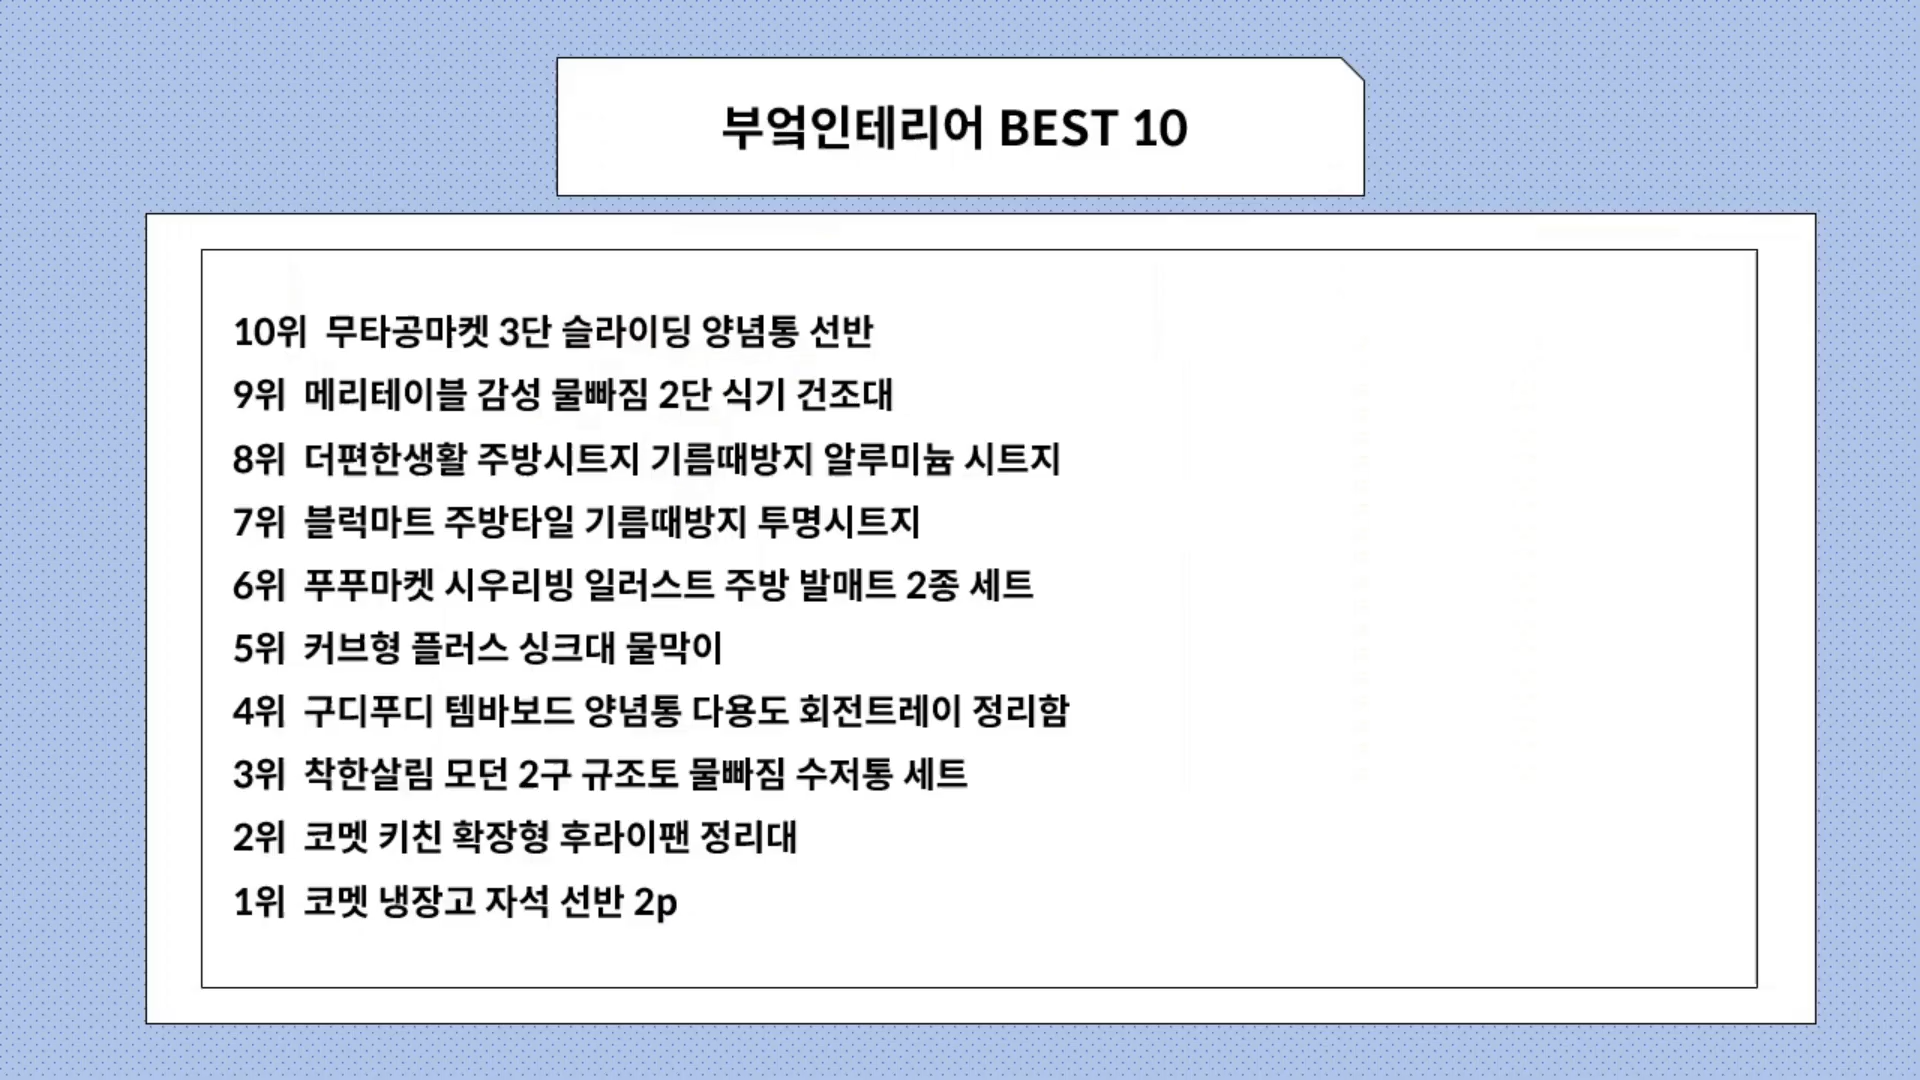 부엌인테리어 BEST 10
10위 무타공마켓 3단 슬라이딩 양념통 선반
9위 메리테이블 감성 물빠짐 2단 식기 건조대
8위 더편한생활 주방시트지 기름때방지 알루미늄 시트지
7위 블럭마트 주방타일 기름때방지 투명시트지
6위 푸푸마켓 시우리빙 일러스트 주방 발매트 2종 세트
5위 커브형 플러스 싱크대 물막이
4위 구디푸디 템바보드 양념통 다용도 회전트레이 정리함
3위 착한살림 모던 2구 규조토 물빠짐 수저통 세트
2위 코멧 키친 확장형 후라이팬 정리대
1위 코멧 냉장고 자석 선반 2p